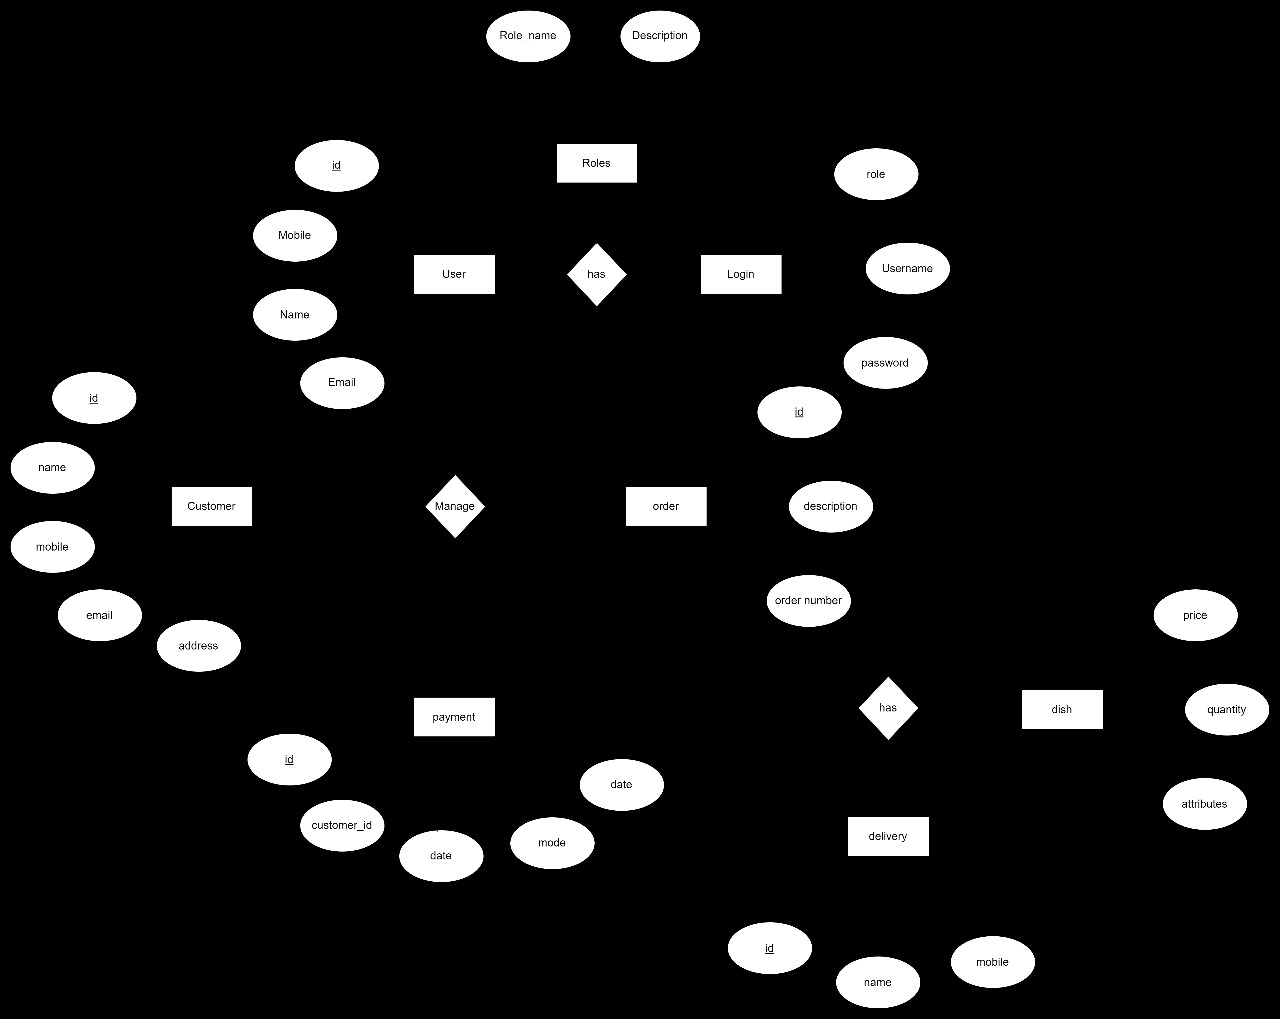 Role_name
Description
id
Roles
role
Mobile
User
has
Login
Username
Name
Email
password
id
id
name
Customer
Manage
order
description
mobile
email
address
order number
price
payment
has
dish
quantity
id
date
attributes
customer_id
date
mode
delivery
id
name
mobile